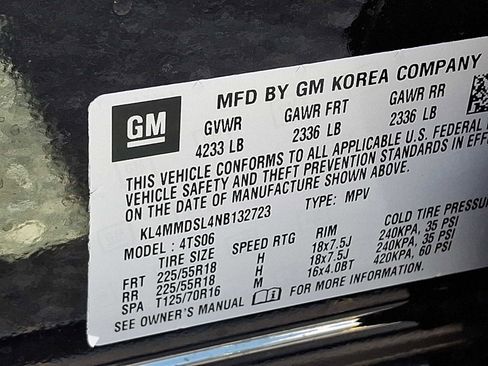 MFD BY GM KOREA COMPANY
GM
GVWR GAWR FRT GAWR RR
4233 LB 2336 LB 2336 LB
THIS VEHICLE CONFORMS TO ALL APPLICABLE U.S. FEDERAL
VEHICLE SAFETY AND THEFT PREVENTION STANDARDS IN EFFE
ON THE DATE OF MANUFACTURE SHOWN ABOVE.
KL4MMDSL4NB132723 TYPE: MPV
MODEL: 4TS06
TIRE SIZE SPEED RTG RIM COLD TIRE PRESSUR
FRT 225/55R18 H 18x7.5J 240KPA, 35 PSI
RR 225/55R18 H 18x7.5J 240KPA, 35 PSI
SPA T125/70R16 M 16x4.0BT 420KPA, 60 PSI
SEE OWNER'S MANUAL FOR MORE INFORMATION.